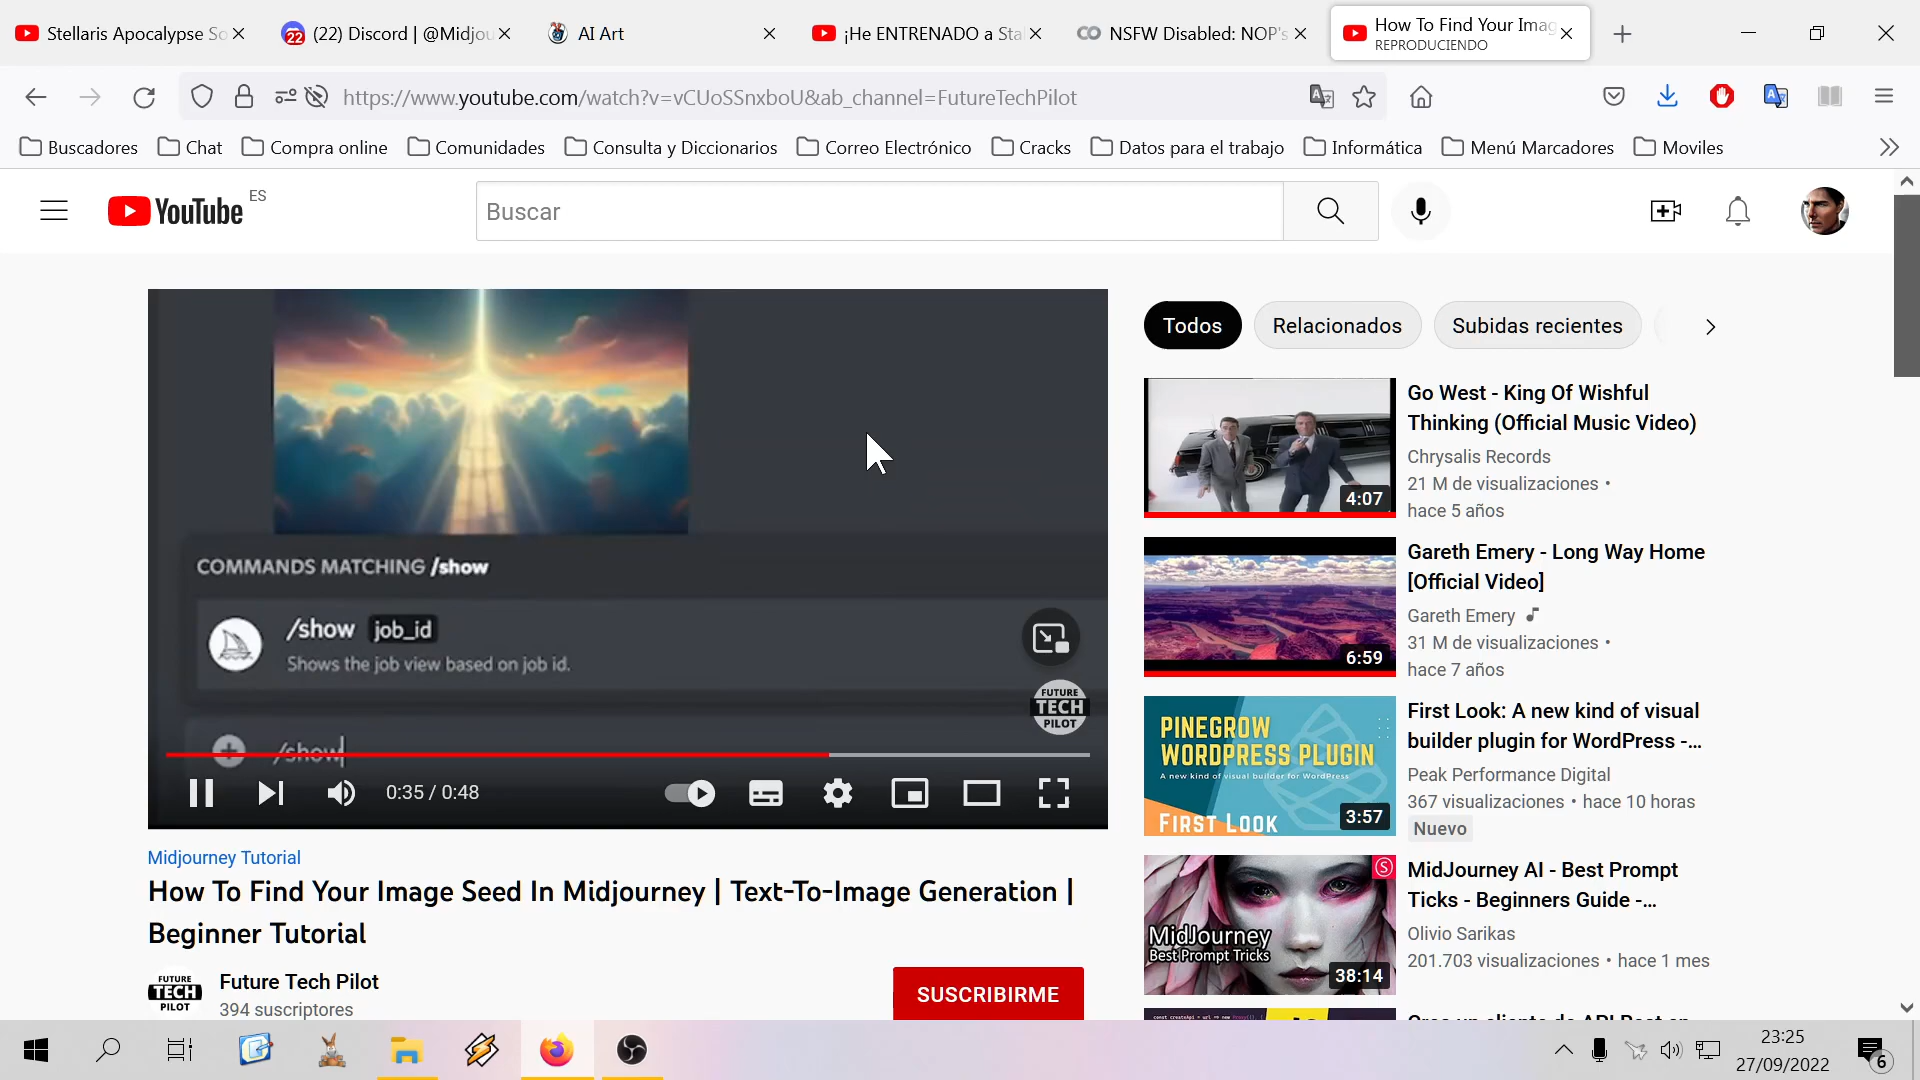 Stellaris Apocalypse So
(22) Discord | @Midjou
AI Art
¡He ENTRENADO a Sta
NSFW Disabled: NOP's
How To Find Your Imag
REPRODUCIENDO
https://www.youtube.com/watch?v=vCUoSSnxboU&ab_channel=FutureTechPilot
Buscadores
Chat
Compra online
Comunidades
Consulta y Diccionarios
Correo Electrónico
Cracks
Datos para el trabajo
Informática
Menú Marcadores
Moviles
YouTube
ES
Buscar
COMMANDS MATCHING /show
/show job_id
Shows the job view based on job id.
FUTURE
TECH
PILOT
/show
0:35 / 0:48
Midjourney Tutorial
How To Find Your Image Seed In Midjourney | Text-To-Image Generation |
Beginner Tutorial
FUTURE
TECH
PILOT
Future Tech Pilot
394 suscriptores
SUSCRIBIRME
Todos
Relacionados
Subidas recientes
4:07
Go West - King Of Wishful
Thinking (Official Music Video)
Chrysalis Records
21 M de visualizaciones •
hace 5 años
6:59
Gareth Emery - Long Way Home
[Official Video]
Gareth Emery
31 M de visualizaciones •
hace 7 años
PINEGROW
WORDPRESS PLUGIN
A new kind of visual builder for WordPress
FIRST LOOK
3:57
First Look: A new kind of visual
builder plugin for WordPress -...
Peak Performance Digital
367 visualizaciones • hace 10 horas
Nuevo
MidJourney
Best Prompt Tricks
38:14
MidJourney AI - Best Prompt
Ticks - Beginners Guide -...
Olivio Sarikas
201.703 visualizaciones • hace 1 mes
23:25
27/09/2022
6